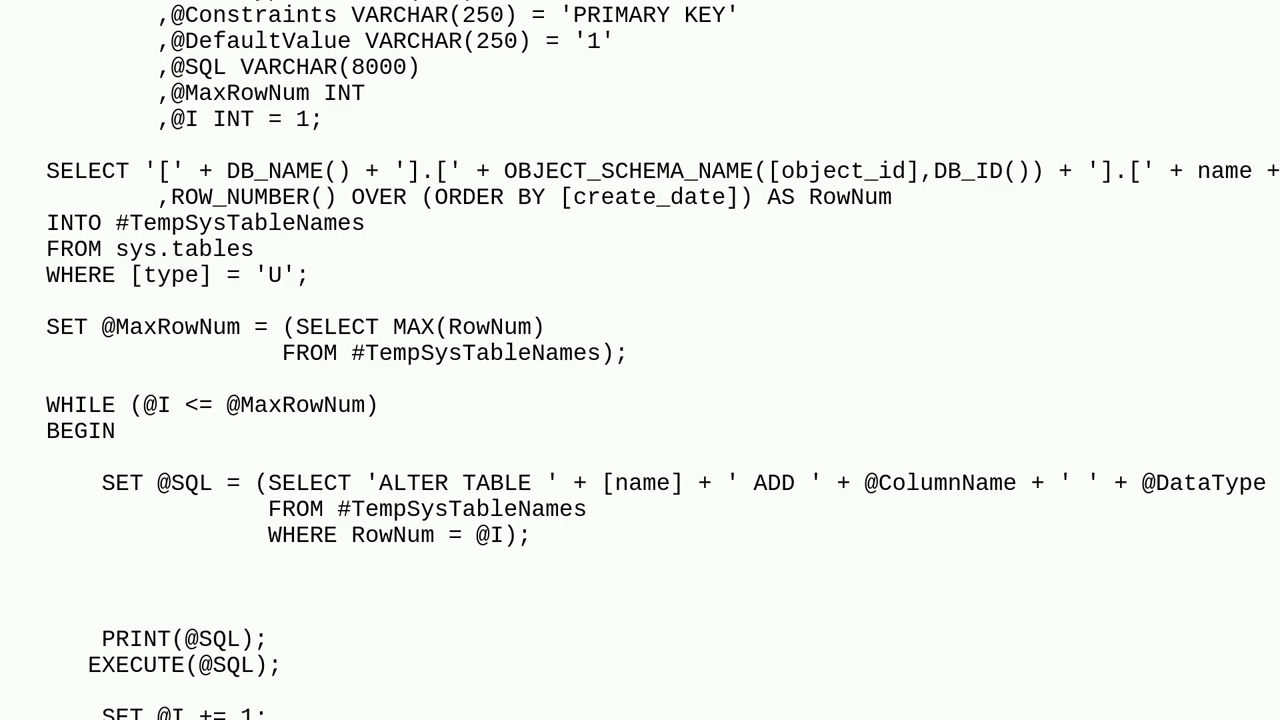 ,@Constraints VARCHAR(250) = 'PRIMARY KEY'
,@DefaultValue VARCHAR(250) = '1'
,@SQL VARCHAR(8000)
,@MaxRowNum INT
,@I INT = 1;
SELECT '[' + DB_NAME() + '].[' + OBJECT_SCHEMA_NAME([object_id],DB_ID()) + '].[' + name +
,ROW_NUMBER() OVER (ORDER BY [create_date]) AS RowNum
INTO #TempSysTableNames
FROM sys.tables
WHERE [type] = 'U';
SET @MaxRowNum = (SELECT MAX(RowNum)
FROM #TempSysTableNames);
WHILE (@I <= @MaxRowNum)
BEGIN
SET @SQL = (SELECT 'ALTER TABLE ' + [name] + ' ADD ' + @ColumnName + ' ' + @DataType
FROM #TempSysTableNames
WHERE RowNum = @I);
PRINT(@SQL);
EXECUTE(@SQL);
SET @I += 1;